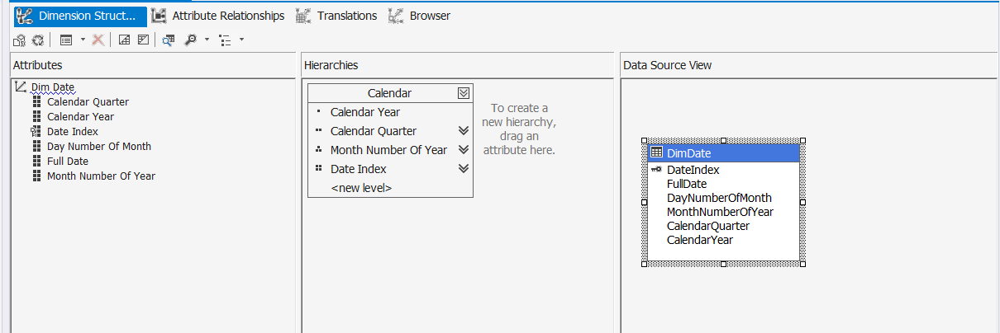 Dimension Struct... Attribute Relationships Translations Browser
Attributes
Dim Date
Calendar Quarter
Calendar Year
Date Index
Day Number Of Month
Full Date
Month Number Of Year
Hierarchies
Calendar
Calendar Year
Calendar Quarter
Month Number Of Year
Date Index
<new level>
To create a
new hierarchy,
drag an
attribute here.
Data Source View
DimDate
DateIndex
FullDate
DayNumberOfMonth
MonthNumberOfYear
CalendarQuarter
CalendarYear